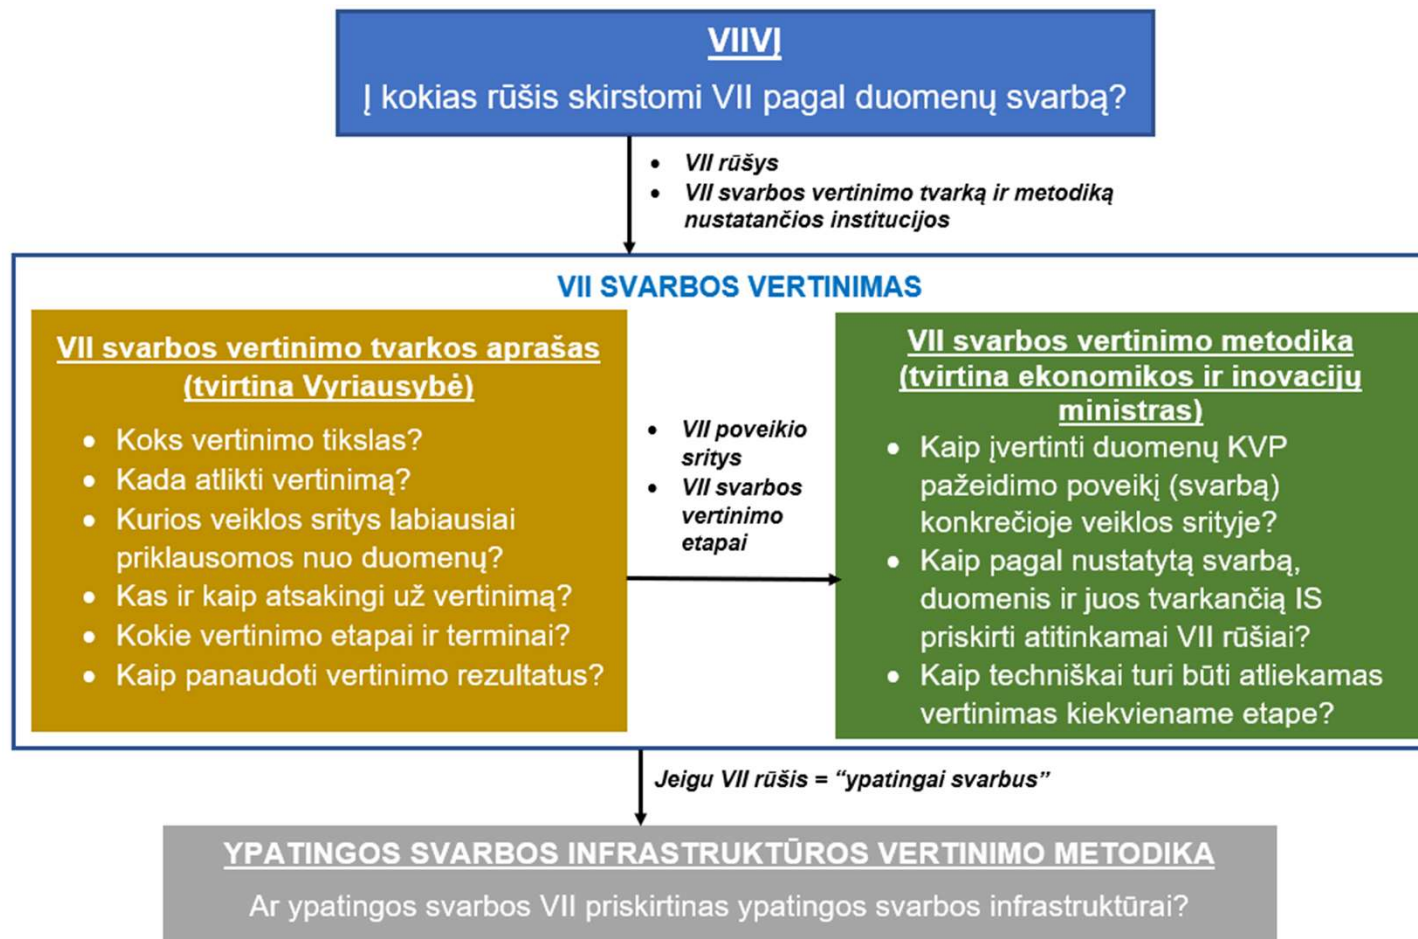 VIIVĮ
Į kokias rūšis skirstomi VII pagal duomenų svarbą?
• VII rūšys
• VII svarbos vertinimo tvarką ir metodiką
nustatančios institucijos
VII SVARBOS VERTINIMAS
VII svarbos vertinimo tvarkos aprašas
(tvirtina Vyriausybė)
• Koks vertinimo tikslas?
• Kada atlikti vertinimą?
• Kurios veiklos sritys labiausiai
priklausomos nuo duomenų?
• Kas ir kaip atsakingi už vertinimą?
• Kokie vertinimo etapai ir terminai?
• Kaip panaudoti vertinimo rezultatus?
• VII poveikio
sritys
• VII svarbos
vertinimo
etapai
VII svarbos vertinimo metodika
(tvirtina ekonomikos ir inovacijų
ministras)
• Kaip įvertinti duomenų KVP
pažeidimo poveikį (svarbą)
konkrečioje veiklos srityje?
• Kaip pagal nustatytą svarbą,
duomenis ir juos tvarkančią IS
priskirti atitinkamai VII rūšiai?
• Kaip techniškai turi būti atliekamas
vertinimas kiekviename etape?
Jeigu VII rūšis = “ypatingai svarbus”
YPATINGOS SVARBOS INFRASTRUKTŪROS VERTINIMO METODIKA
Ar ypatingos svarbos VII priskirtinas ypatingos svarbos infrastruktūrai?